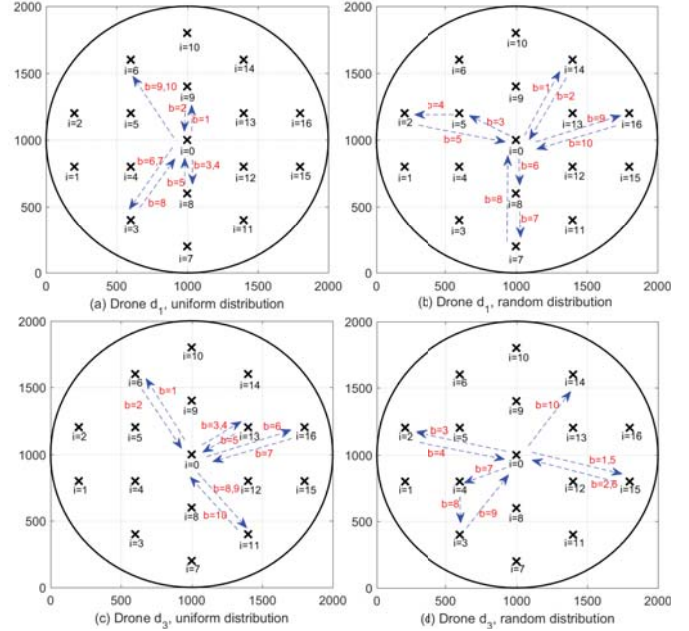 2000
i=10
i=6
i=14
1500
b=9,10
i=9
b=2
b=1
i=2
i=5
i=13
i=16
1000
i=0
b=6,7
b=3,4
b=5
i=1
i=4
i=12
i=15
i=8
500
b=8
i=3
i=11
i=7
0
0 500 1000 1500 2000
(a) Drone d1, uniform distribution
2000
i=10
i=6
i=14
1500
b=1
i=9
b=2
b=4
b=3
b=9
i=2
i=5
i=13
i=16
b=5
b=10
1000
i=0
b=6
i=1
i=4
i=12
i=15
b=8
i=8
500
b=7
i=3
i=11
i=7
0
0 500 1000 1500 2000
(b) Drone d1, random distribution
2000
i=10
i=6
b=1
i=14
1500
b=2
i=9
b=3,4
b=6
i=2
i=5
i=13
i=16
b=5
b=7
1000
i=0
b=8,9
i=1
i=4
i=12
i=15
b=10
i=8
500
i=3
i=11
i=7
0
0 500 1000 1500 2000
(c) Drone d3, uniform distribution
2000
i=10
i=6
i=14
1500
b=10
i=9
b=3
i=2
i=5
i=13
i=16
b=4
1000
i=0
b=1,5
b=7
b=2,6
i=1
i=4
i=12
i=15
b=8
b=9
i=8
500
i=3
i=11
i=7
0
0 500 1000 1500 2000
(d) Drone d3, random distribution